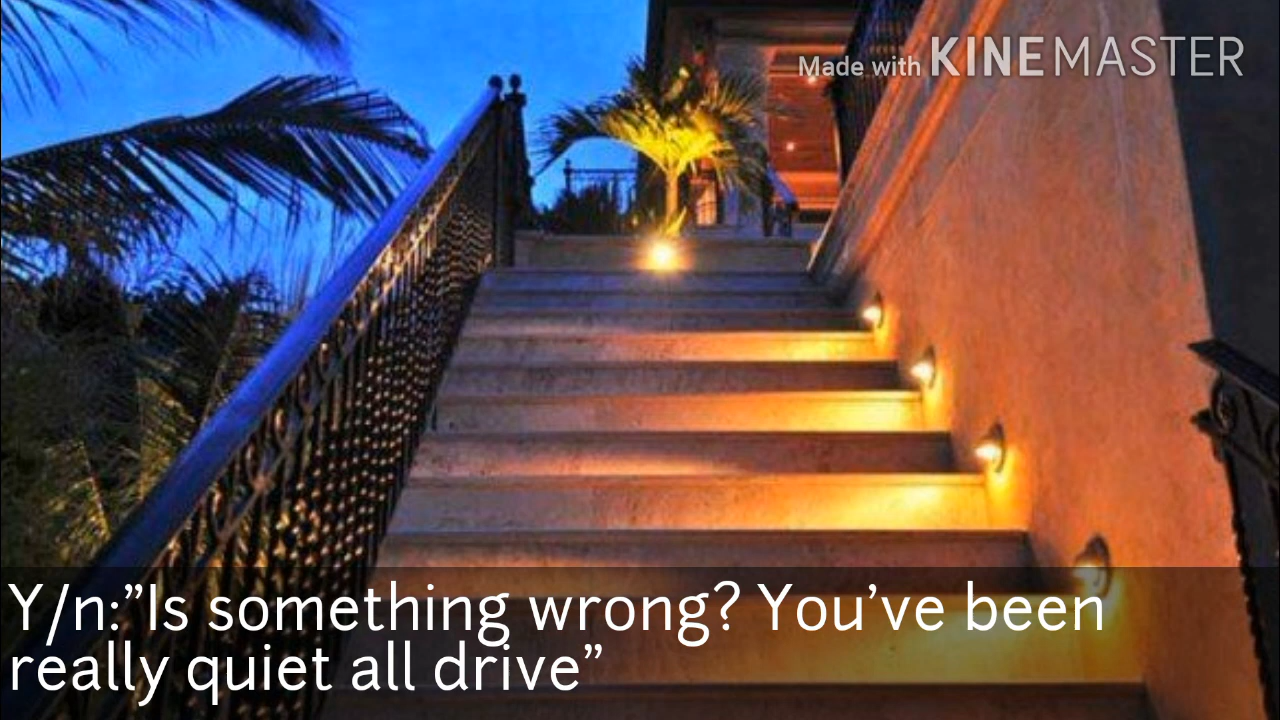 Made with KINEMASTER
Y/n:”Is something wrong? You’ve been
really quiet all drive”